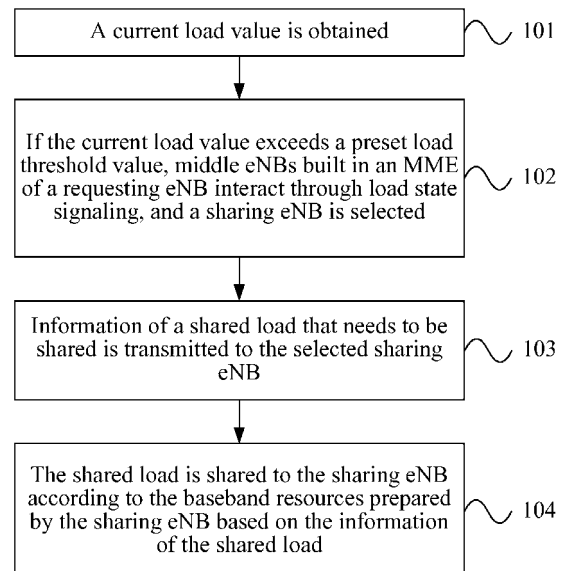 A current load value is obtained
101
If the current load value exceeds a preset load
threshold value, middle eNBs built in an MME
of a requesting eNB interact through load state
signaling, and a sharing eNB is selected
102
Information of a shared load that needs to be
shared is transmitted to the selected sharing
eNB
103
The shared load is shared to the sharing eNB
according to the baseband resources prepared
by the sharing eNB based on the information
of the shared load
104